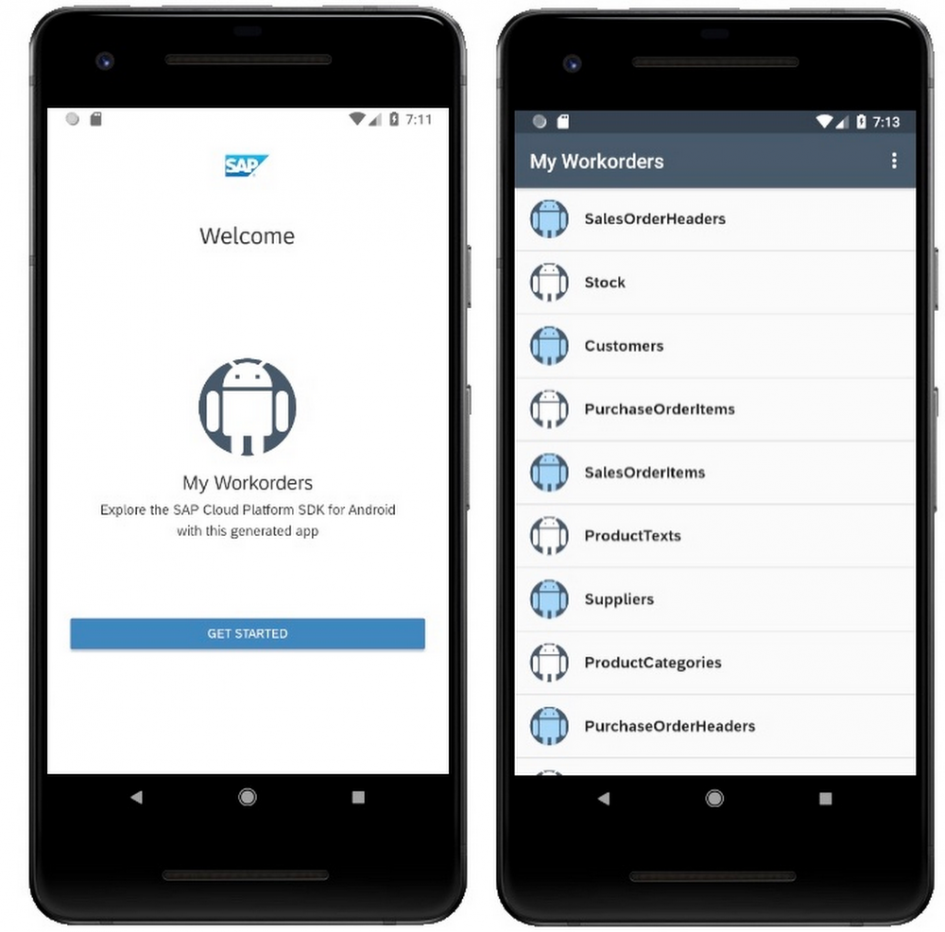 7:11
SAP
Welcome
My Workorders
Explore the SAP Cloud Platform SDK for Android
with this generated app
GET STARTED
7:13
My Workorders
SalesOrderHeaders
Stock
Customers
PurchaseOrderItems
SalesOrderItems
ProductTexts
Suppliers
ProductCategories
PurchaseOrderHeaders